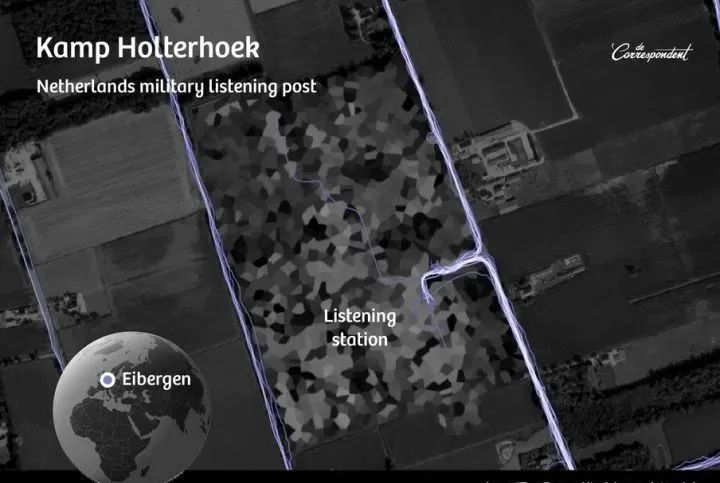 Kamp Holterhoek
de
Correspondent
Netherlands military listening post
Listening
station
Eibergen